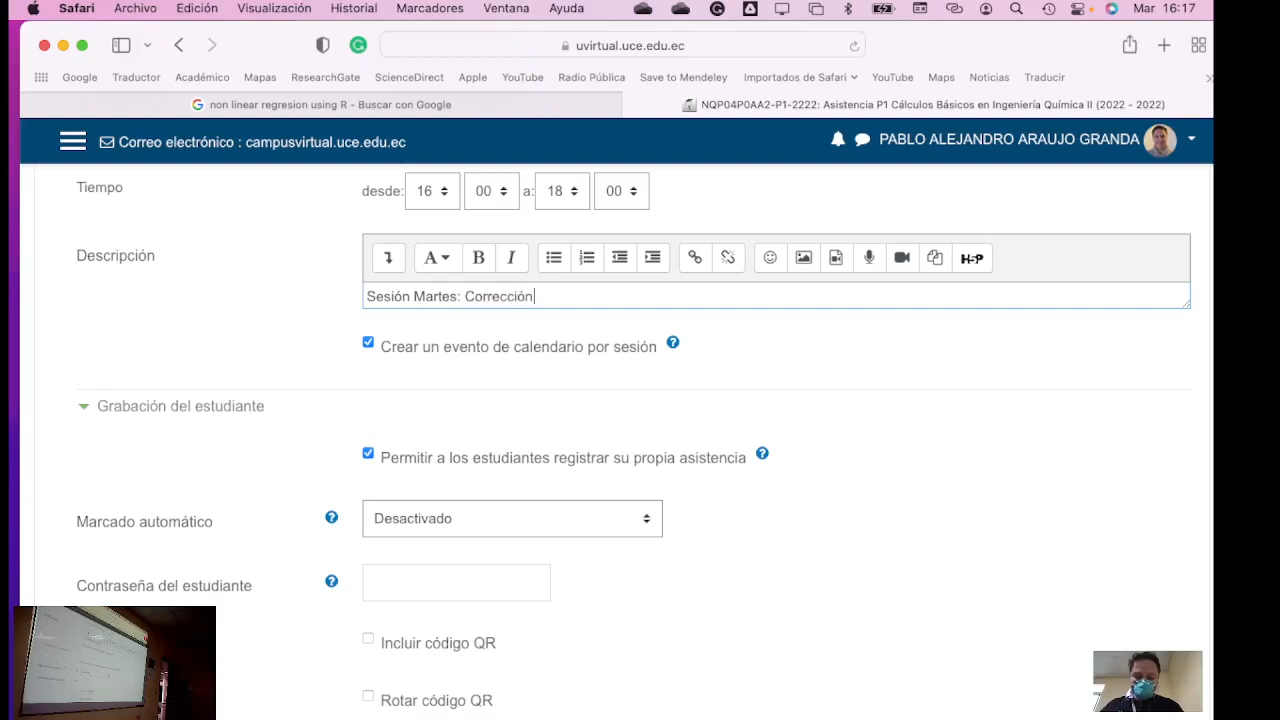 Safari Archivo Edición Visualización Historial Marcadores Ventana Ayuda Mar 16:17
uvirtual.uce.edu.ec
Google Traductor Académico Mapas ResearchGate ScienceDirect Apple YouTube Radio Pública Save to Mendeley Importados de Safari YouTube Maps Noticias Traducir
non linear regresion using R - Buscar con Google
NQP04P0AA2-P1-2222: Asistencia P1 Cálculos Básicos en Ingeniería Química II (2022 - 2022)
Correo electrónico : campusvirtual.uce.edu.ec
PABLO ALEJANDRO ARAUJO GRANDA
Tiempo
desde: 16 00 a: 18 00
Descripción
A B I H-P
Sesión Martes: Corrección
Crear un evento de calendario por sesión
Grabación del estudiante
Permitir a los estudiantes registrar su propia asistencia
Marcado automático
Desactivado
Contraseña del estudiante
Incluir código QR
Rotar código QR